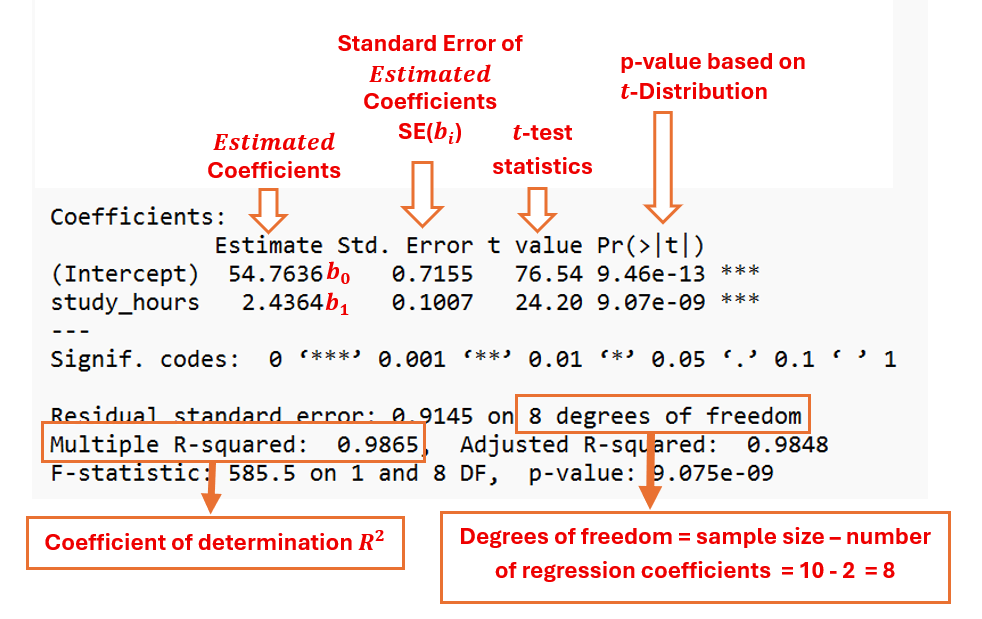 Standard Error of
Estimated
Coefficients
SE(bᵢ)
p-value based on
t-Distribution
Estimated
Coefficients
t-test
statistics
Coefficients:
Estimate Std. Error t value Pr(>|t|)
(Intercept) 54.7636 b₀ 0.7155 76.54 9.46e-13 ***
study_hours 2.4364 b₁ 0.1007 24.20 9.07e-09 ***
---
Signif. codes: 0 ‘***’ 0.001 ‘**’ 0.01 ‘*’ 0.05 ‘.’ 0.1 ‘ ’ 1
Residual standard error: 0.9145 on 8 degrees of freedom
Multiple R-squared: 0.9865, Adjusted R-squared: 0.9848
F-statistic: 585.5 on 1 and 8 DF, p-value: 9.075e-09
Coefficient of determination R²
Degrees of freedom = sample size – number
of regression coefficients = 10 - 2 = 8